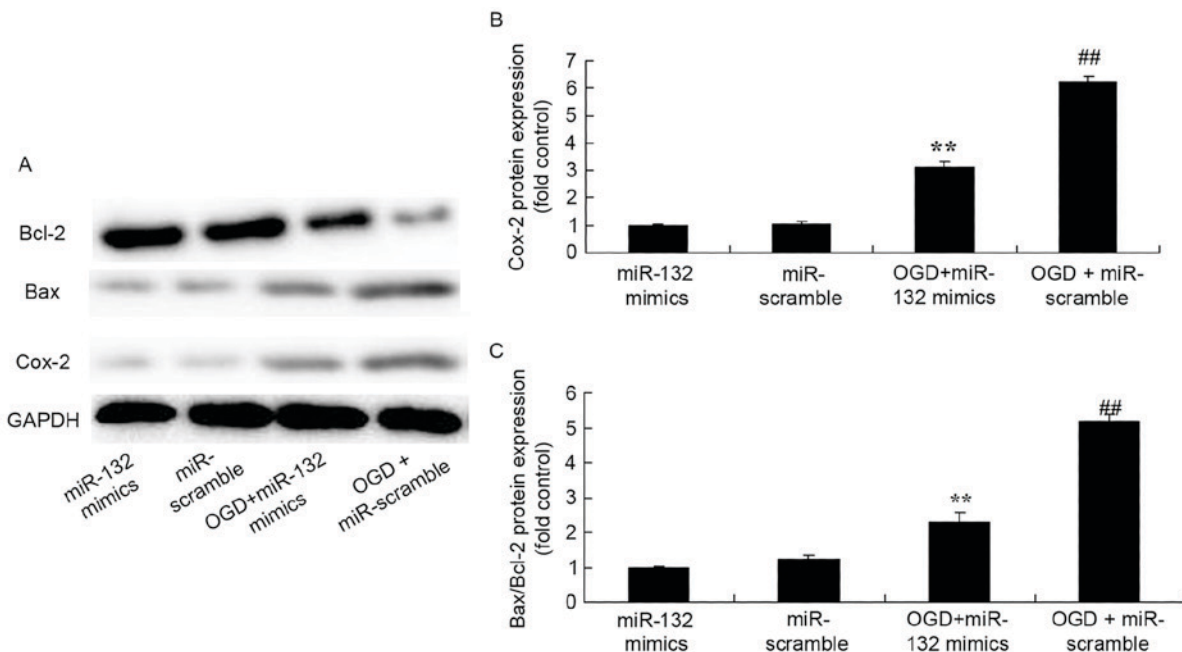 A
Bcl-2
Bax
Cox-2
GAPDH
miR-132
mimics
miR-
scramble
OGD+miR-132
mimics
OGD +
miR-scramble
B
Cox-2 protein expression
(fold control)
7
6
5
4
3
2
1
0
**
##
miR-132
mimics
miR-
scramble
OGD+miR-
132 mimics
OGD + miR-
scramble
C
Bax/Bcl-2 protein expression
(fold control)
6
5
4
3
2
1
0
**
##
miR-132
mimics
miR-
scramble
OGD+miR-
132 mimics
OGD + miR-
scramble